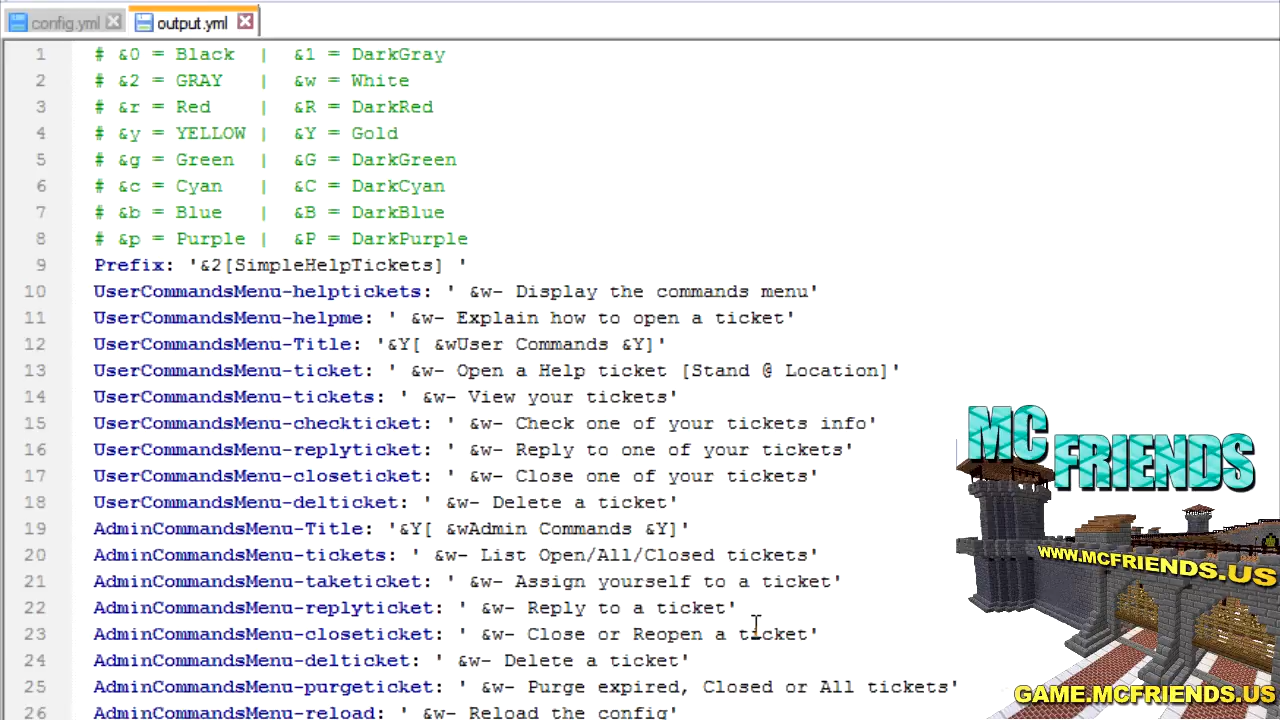 config.yml output.yml
1 # &0 = Black | &1 = DarkGray
2 # &2 = GRAY | &w = White
3 # &r = Red | &R = DarkRed
4 # &y = YELLOW | &Y = Gold
5 # &g = Green | &G = DarkGreen
6 # &c = Cyan | &C = DarkCyan
7 # &b = Blue | &B = DarkBlue
8 # &p = Purple | &P = DarkPurple
9 Prefix: '&2[SimpleHelpTickets] '
10 UserCommandsMenu-helptickets: ' &w- Display the commands menu'
11 UserCommandsMenu-helpme: ' &w- Explain how to open a ticket'
12 UserCommandsMenu-Title: '&Y[ &wUser Commands &Y]'
13 UserCommandsMenu-ticket: ' &w- Open a Help ticket [Stand @ Location]'
14 UserCommandsMenu-tickets: ' &w- View your tickets'
15 UserCommandsMenu-checkticket: ' &w- Check one of your tickets info'
16 UserCommandsMenu-replyticket: ' &w- Reply to one of your tickets'
17 UserCommandsMenu-closeticket: ' &w- Close one of your tickets'
18 UserCommandsMenu-delticket: ' &w- Delete a ticket'
19 AdminCommandsMenu-Title: '&Y[ &wAdmin Commands &Y]'
20 AdminCommandsMenu-tickets: ' &w- List Open/All/Closed tickets'
21 AdminCommandsMenu-taketicket: ' &w- Assign yourself to a ticket'
22 AdminCommandsMenu-replyticket: ' &w- Reply to a ticket'
23 AdminCommandsMenu-closeticket: ' &w- Close or Reopen a ticket'
24 AdminCommandsMenu-delticket: ' &w- Delete a ticket'
25 AdminCommandsMenu-purgeticket: ' &w- Purge expired, Closed or All tickets'
26 AdminCommandsMenu-reload: ' &w- Reload the config'
MC
FRIENDS
WWW.MCFRIENDS.US
GAME.MCFRIENDS.US